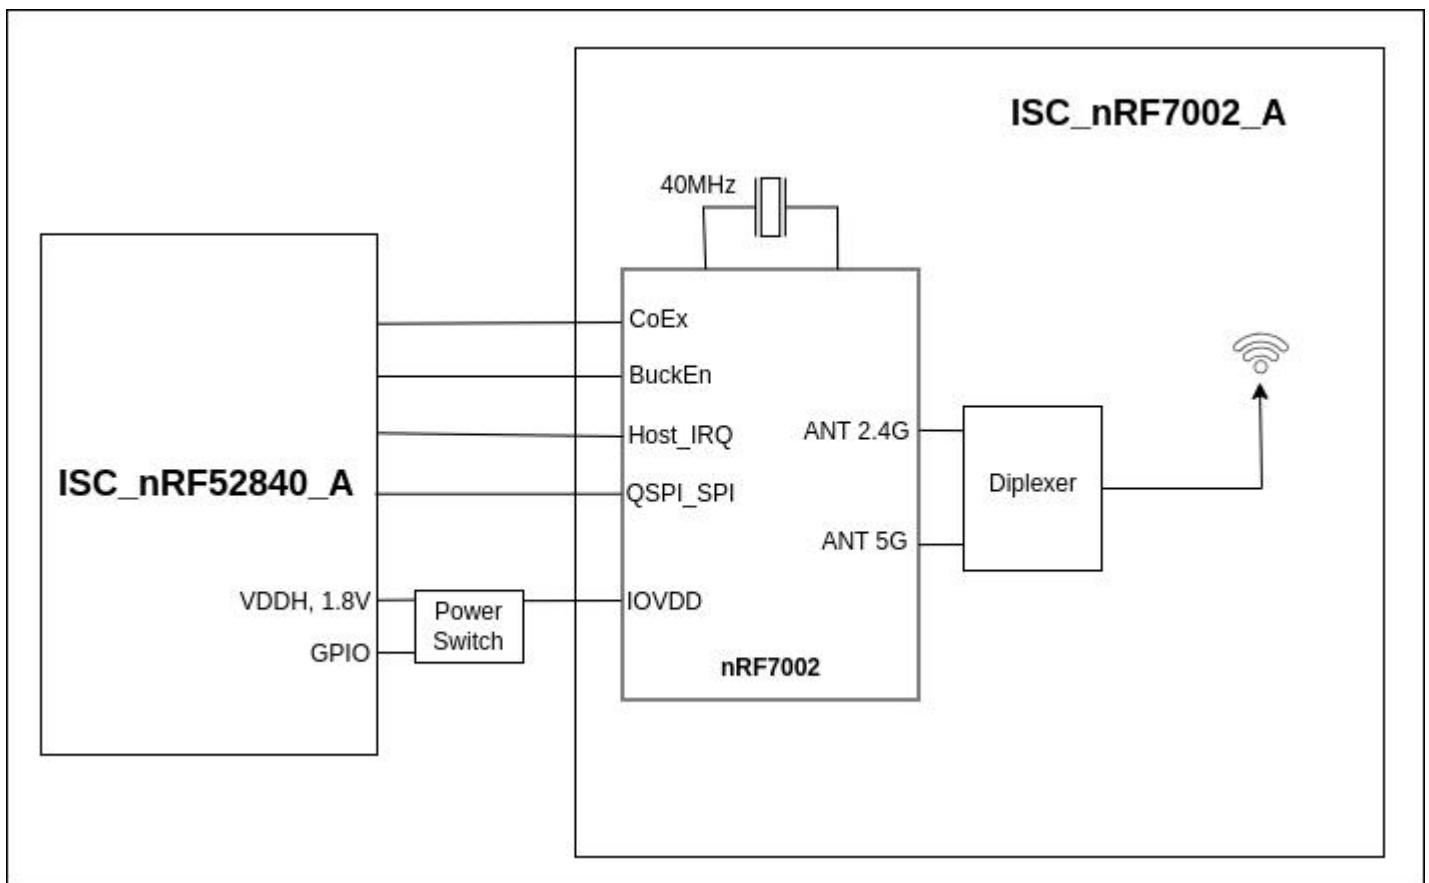 ISC_nRF7002_A
40MHz
CoEx
BuckEn
Host_IRQ
ANT 2.4G
ISC_nRF52840_A
Diplexer
QSPI_SPI
ANT 5G
VDDH, 1.8V
Power
Switch
IOVDD
GPIO
nRF7002